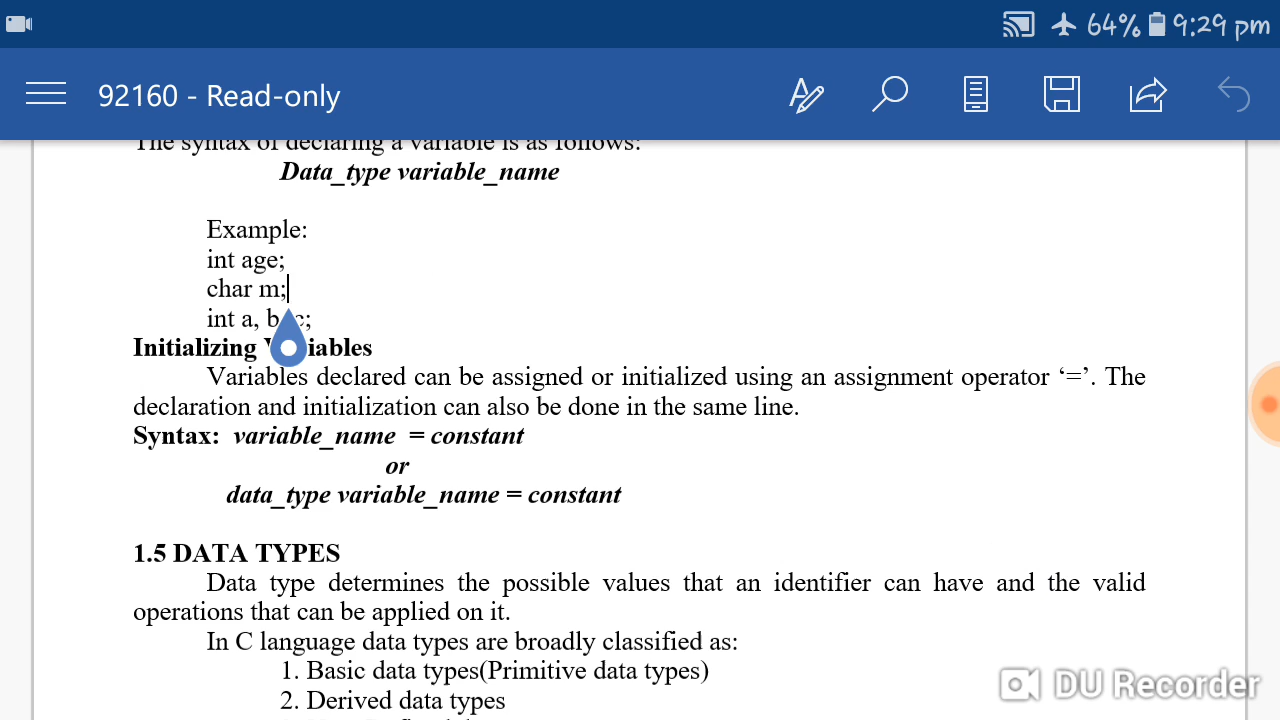 64% 9:29 pm
92160 - Read-only
The syntax of declaring a variable is as follows:
Data_type variable_name
Example:
int age;
char m;
int a, b, c;
Initializing Variables
Variables declared can be assigned or initialized using an assignment operator ‘=’. The
declaration and initialization can also be done in the same line.
Syntax: variable_name = constant
or
data_type variable_name = constant
1.5 DATA TYPES
Data type determines the possible values that an identifier can have and the valid
operations that can be applied on it.
In C language data types are broadly classified as:
1. Basic data types(Primitive data types)
2. Derived data types
DU Recorder